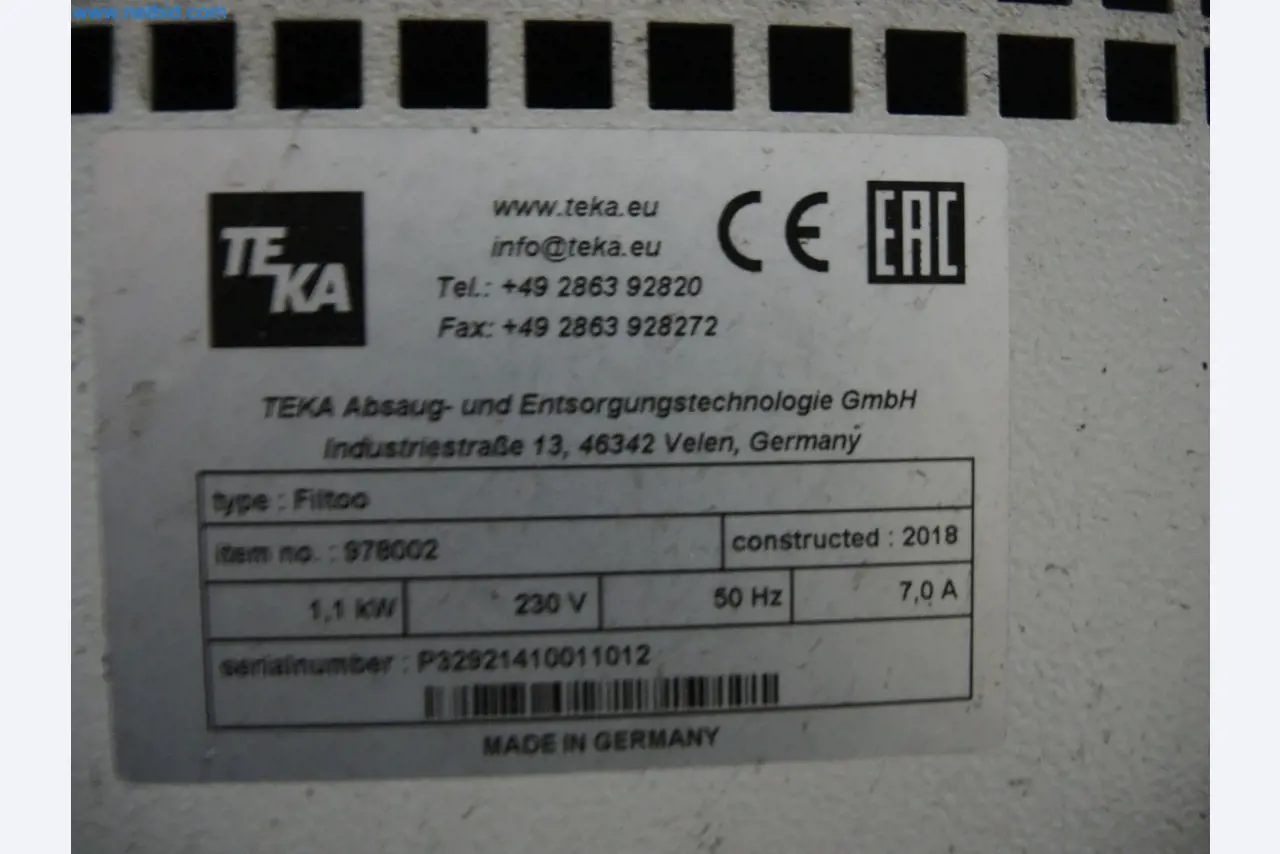 www.netbid.com
TEKA
www.teka.eu
info@teka.eu
Tel.: +49 2863 92820
Fax: +49 2863 928272
CE
EAC
TEKA Absaug- und Entsorgungstechnologie GmbH
Industriestraße 13, 46342 Velen, Germany
type : Filtoo
item no. : 978002
constructed : 2018
1,1 kW 230 V 50 Hz 7,0 A
serialnumber : P32921410011012
MADE IN GERMANY